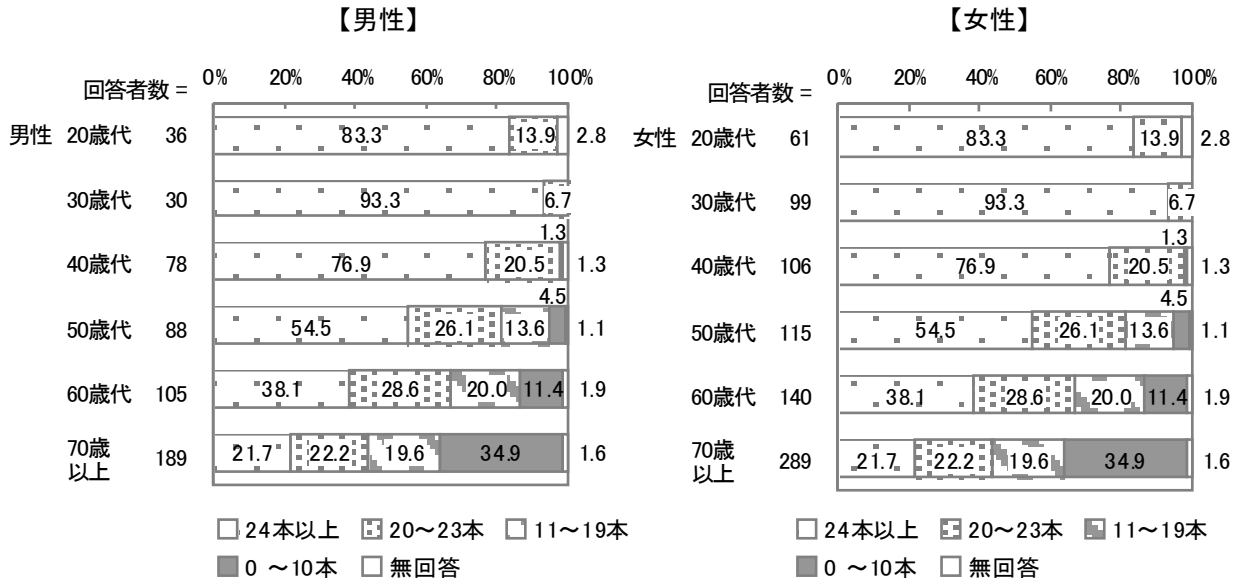 【男性】
回答者数 =
0% 20% 40% 60% 80% 100%
男性 20歳代 36 83.3 13.9 2.8
30歳代 30 93.3 6.7
1.3
40歳代 78 76.9 20.5 1.3
4.5
50歳代 88 54.5 26.1 13.6 1.1
60歳代 105 38.1 28.6 20.0 11.4 1.9
70歳
以上 189 21.7 22.2 19.6 34.9 1.6
24本以上 20～23本 11～19本
0 ～10本 無回答
【女性】
回答者数 =
0% 20% 40% 60% 80% 100%
女性 20歳代 61 83.3 13.9 2.8
30歳代 99 93.3 6.7
1.3
40歳代 106 76.9 20.5 1.3
4.5
50歳代 115 54.5 26.1 13.6 1.1
60歳代 140 38.1 28.6 20.0 11.4 1.9
70歳
以上 289 21.7 22.2 19.6 34.9 1.6
24本以上 20～23本 11～19本
0 ～10本 無回答